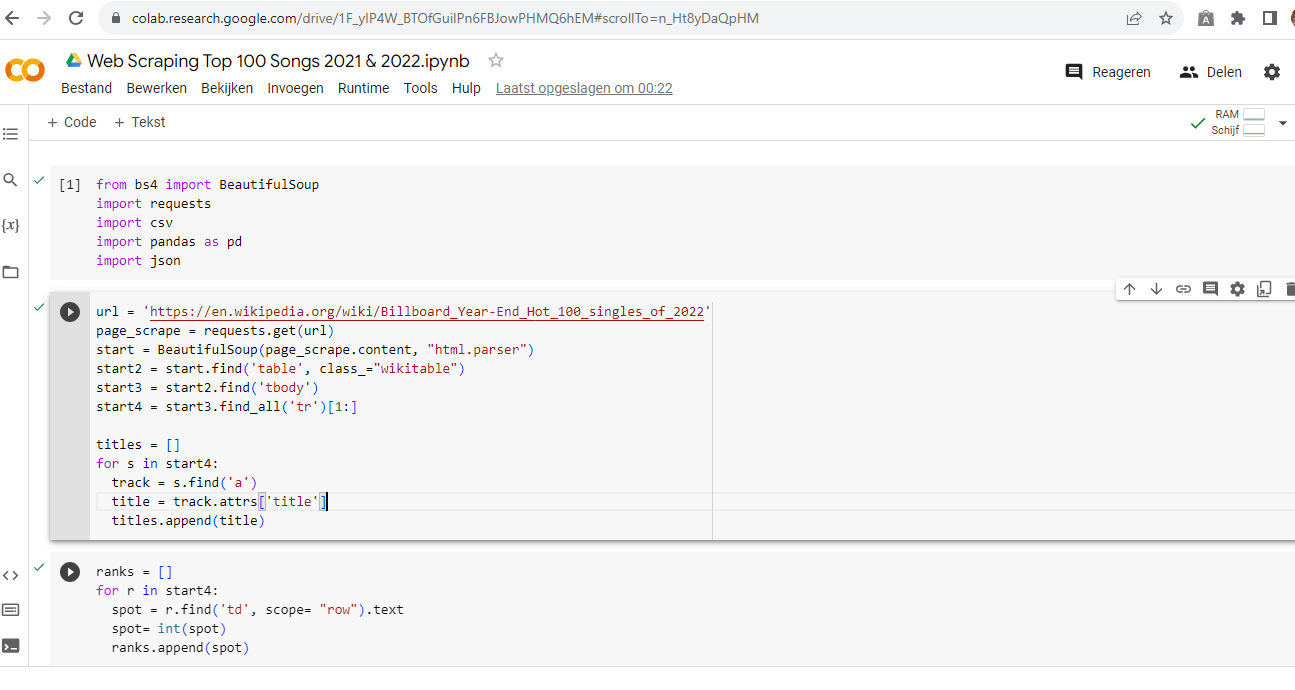 colab.research.google.com/drive/1F_yIP4W_BTOfGuilPn6FBJowPHMQ6hEM#scrollTo=n_Ht8yDaQpHM
Web Scraping Top 100 Songs 2021 & 2022.ipynb
Bestand Bewerken Bekijken Invoegen Runtime Tools Hulp Laatst opgeslagen om 00:22
Reageren Delen
+ Code + Tekst
RAM
Schijf
{x}
[1] from bs4 import BeautifulSoup
import requests
import csv
import pandas as pd
import json
url = 'https://en.wikipedia.org/wiki/Billboard_Year-End_Hot_100_singles_of_2022'
page_scrape = requests.get(url)
start = BeautifulSoup(page_scrape.content, "html.parser")
start2 = start.find('table', class_="wikitable")
start3 = start2.find('tbody')
start4 = start3.find_all('tr')[1:]
titles = []
for s in start4:
  track = s.find('a')
  title = track.attrs['title']
  titles.append(title)
ranks = []
for r in start4:
  spot = r.find('td', scope= "row").text
  spot= int(spot)
  ranks.append(spot)